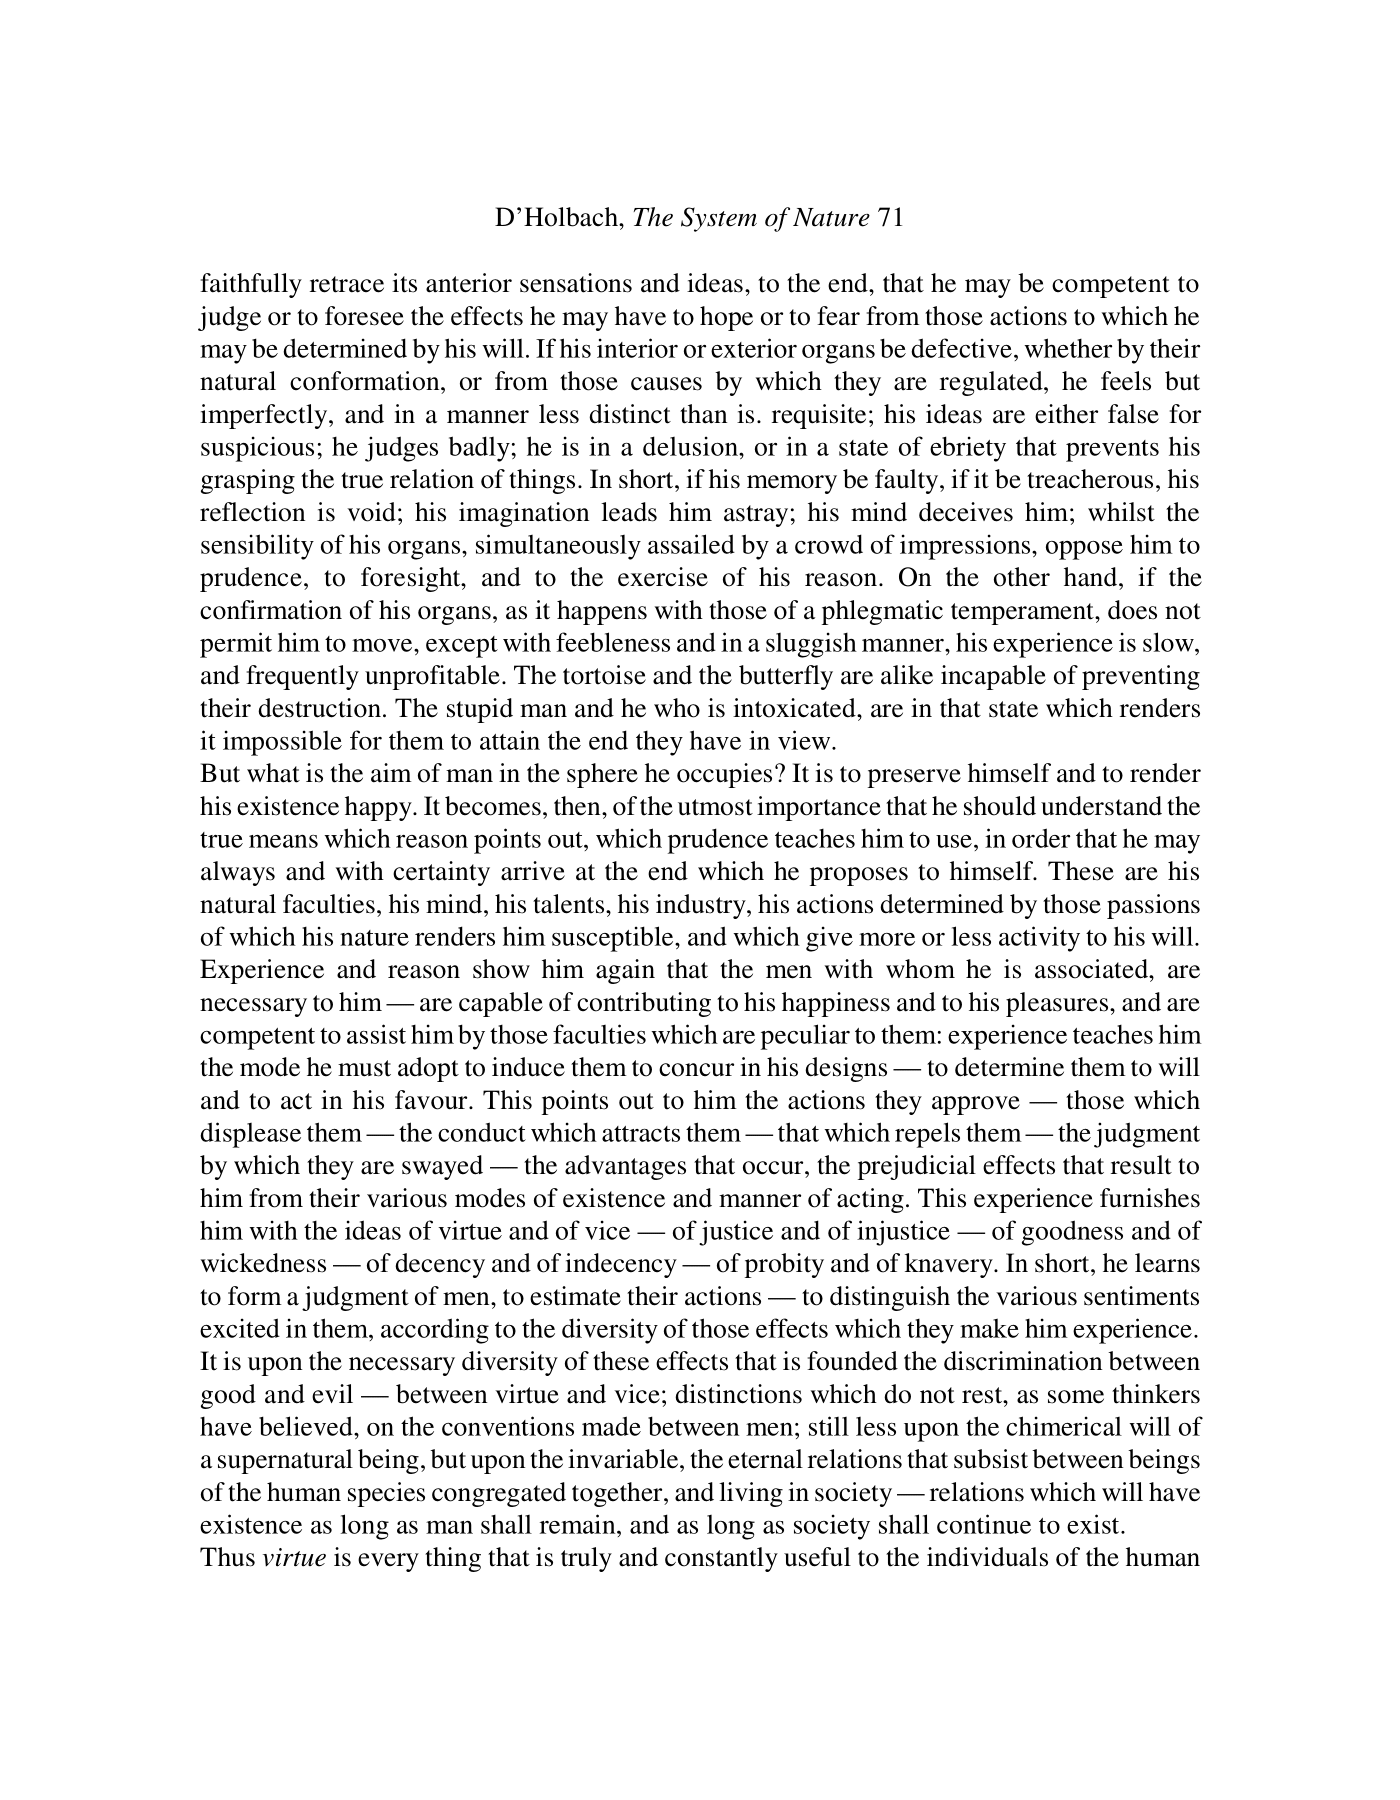 D’Holbach, The System of Nature 71
faithfully retrace its anterior sensations and ideas, to the end, that he may be competent to
judge or to foresee the effects he may have to hope or to fear from those actions to which he
may be determined by his will. If his interior or exterior organs be defective, whether by their
natural conformation, or from those causes by which they are regulated, he feels but
imperfectly, and in a manner less distinct than is. requisite; his ideas are either false for
suspicious; he judges badly; he is in a delusion, or in a state of ebriety that prevents his
grasping the true relation of things. In short, if his memory be faulty, if it be treacherous, his
reflection is void; his imagination leads him astray; his mind deceives him; whilst the
sensibility of his organs, simultaneously assailed by a crowd of impressions, oppose him to
prudence, to foresight, and to the exercise of his reason. On the other hand, if the
confirmation of his organs, as it happens with those of a phlegmatic temperament, does not
permit him to move, except with feebleness and in a sluggish manner, his experience is slow,
and frequently unprofitable. The tortoise and the butterfly are alike incapable of preventing
their destruction. The stupid man and he who is intoxicated, are in that state which renders
it impossible for them to attain the end they have in view.
But what is the aim of man in the sphere he occupies? It is to preserve himself and to render
his existence happy. It becomes, then, of the utmost importance that he should understand the
true means which reason points out, which prudence teaches him to use, in order that he may
always and with certainty arrive at the end which he proposes to himself. These are his
natural faculties, his mind, his talents, his industry, his actions determined by those passions
of which his nature renders him susceptible, and which give more or less activity to his will.
Experience and reason show him again that the men with whom he is associated, are
necessary to him — are capable of contributing to his happiness and to his pleasures, and are
competent to assist him by those faculties which are peculiar to them: experience teaches him
the mode he must adopt to induce them to concur in his designs — to determine them to will
and to act in his favour. This points out to him the actions they approve — those which
displease them — the conduct which attracts them — that which repels them — the judgment
by which they are swayed — the advantages that occur, the prejudicial effects that result to
him from their various modes of existence and manner of acting. This experience furnishes
him with the ideas of virtue and of vice — of justice and of injustice — of goodness and of
wickedness — of decency and of indecency — of probity and of knavery. In short, he learns
to form a judgment of men, to estimate their actions — to distinguish the various sentiments
excited in them, according to the diversity of those effects which they make him experience.
It is upon the necessary diversity of these effects that is founded the discrimination between
good and evil — between virtue and vice; distinctions which do not rest, as some thinkers
have believed, on the conventions made between men; still less upon the chimerical will of
a supernatural being, but upon the invariable, the eternal relations that subsist between beings
of the human species congregated together, and living in society — relations which will have
existence as long as man shall remain, and as long as society shall continue to exist.
Thus virtue is every thing that is truly and constantly useful to the individuals of the human